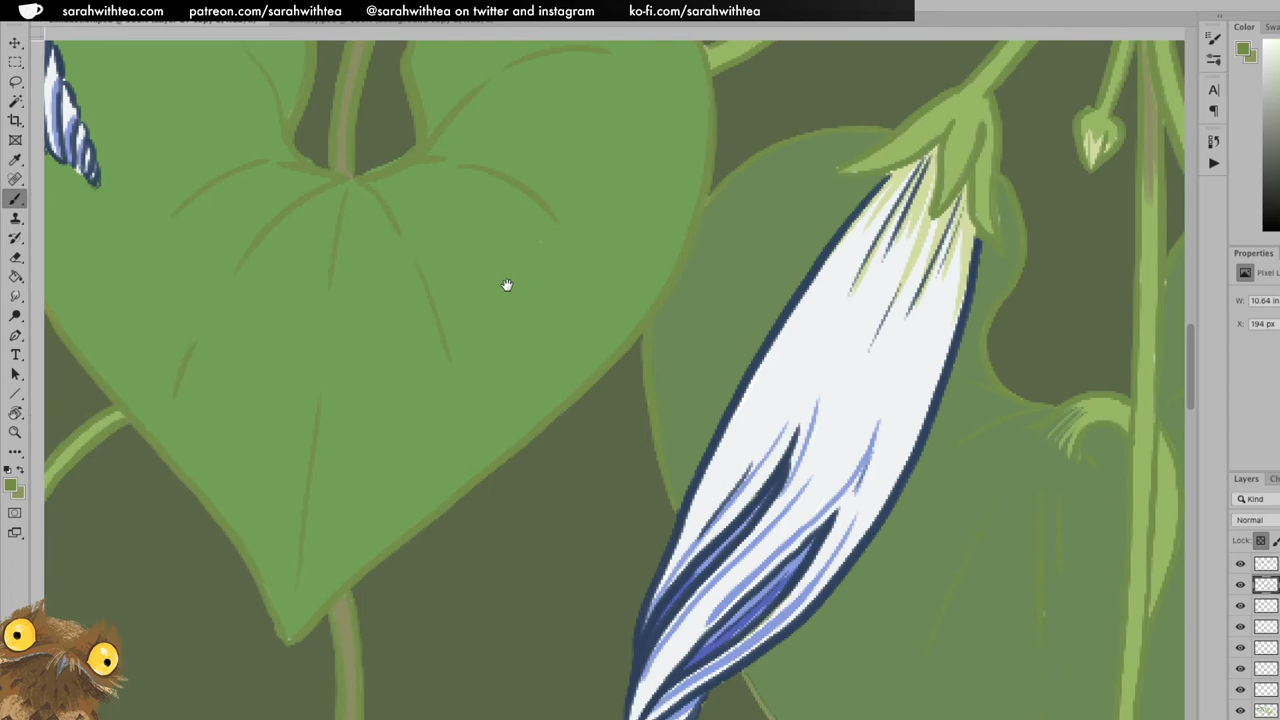 sarahwithtea.com patreon.com/sarahwithtea @sarahwithtea on twitter and instagram ko-fi.com/sarahwithtea
Color
Properties
W: 10.64 in
X: 194 px
Layers
Kind
Normal
Lock: